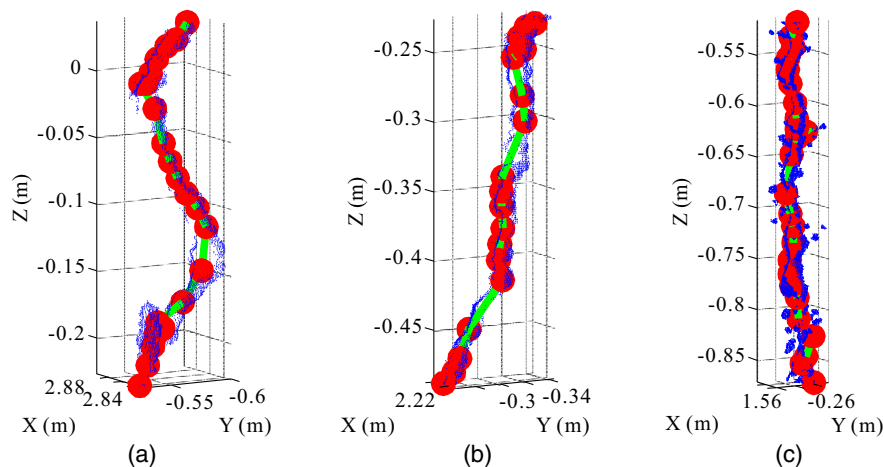 0
-0.05
-0.1
-0.15
-0.2
Z (m)
2.88
2.84
-0.55
-0.6
X (m)
Y (m)
(a)
-0.25
-0.3
-0.35
-0.4
-0.45
Z (m)
2.22
-0.3
-0.34
X (m)
Y (m)
(b)
-0.55
-0.6
-0.65
-0.7
-0.75
-0.8
-0.85
Z (m)
1.56
-0.26
X (m)
Y (m)
(c)